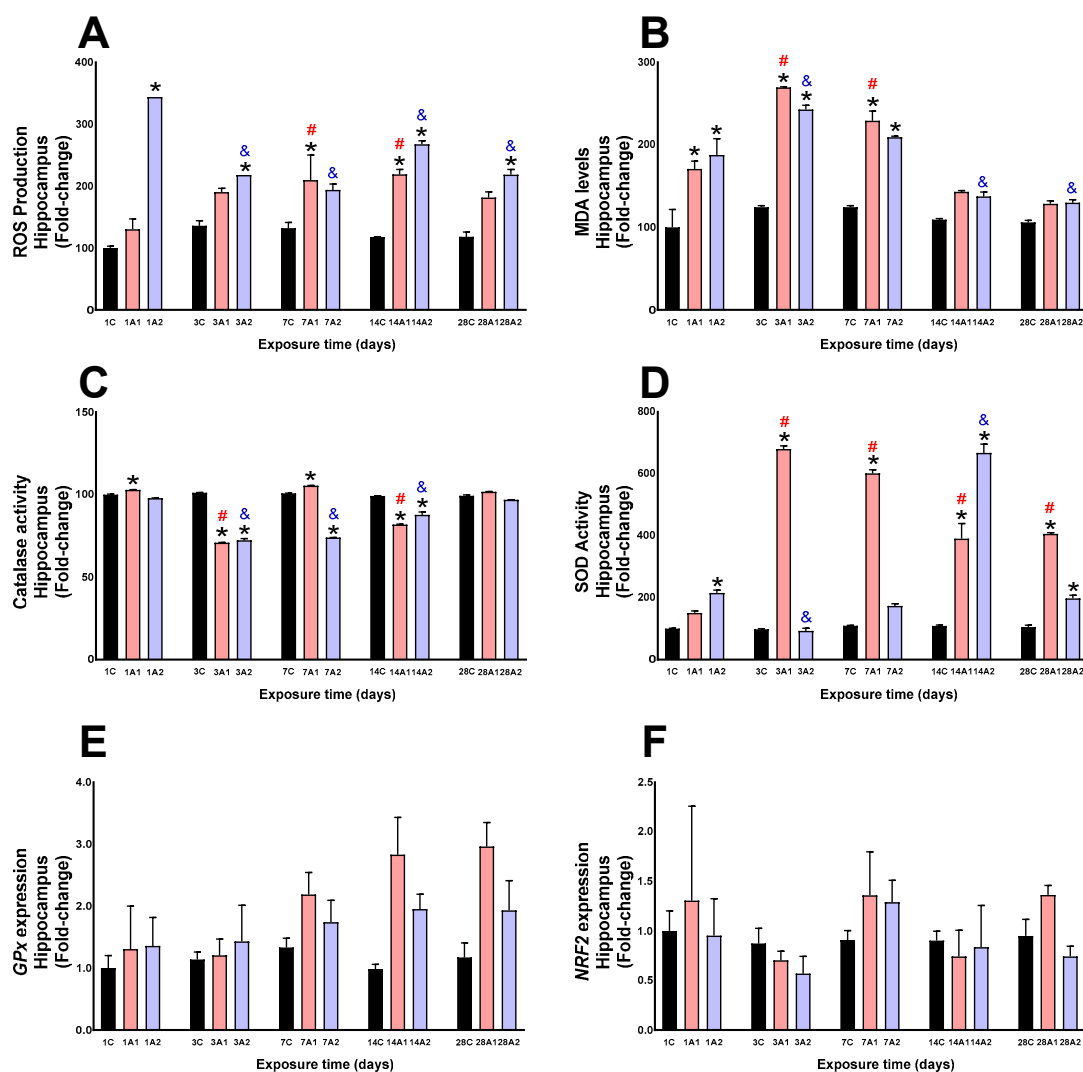 A
ROS Production
Hippocampus
(Fold-change)
400
300
200
100
0
*
& *
# *
&
# *
& *
& *
1C 1A1 1A2 3C 3A1 3A2 7C 7A1 7A2 14C 14A1 14A2 28C 28A1 28A2
Exposure time (days)
B
MDA levels
Hippocampus
(Fold-change)
300
200
100
0
*
*
# *
& *
# *
*
&
&
1C 1A1 1A2 3C 3A1 3A2 7C 7A1 7A2 14C 14A1 14A2 28C 28A1 28A2
Exposure time (days)
C
Catalase activity
Hippocampus
(Fold-change)
150
100
50
0
*
# *
& *
*
& *
# *
& *
1C 1A1 1A2 3C 3A1 3A2 7C 7A1 7A2 14C 14A1 14A2 28C 28A1 28A2
Exposure time (days)
D
SOD Activity
Hippocampus
(Fold-change)
800
600
400
200
0
*
# *
&
# *
# *
& *
# *
*
1C 1A1 1A2 3C 3A1 3A2 7C 7A1 7A2 14C 14A1 14A2 28C 28A1 28A2
Exposure time (days)
E
GPx expression
Hippocampus
(Fold-change)
4.0
3.0
2.0
1.0
0.0
1C 1A1 1A2 3C 3A1 3A2 7C 7A1 7A2 14C 14A1 14A2 28C 28A1 28A2
Exposure time (days)
F
NRF2 expression
Hippocampus
(Fold-change)
2.5
2.0
1.5
1.0
0.5
0.0
1C 1A1 1A2 3C 3A1 3A2 7C 7A1 7A2 14C 14A1 14A2 28C 28A1 28A2
Exposure time (days)